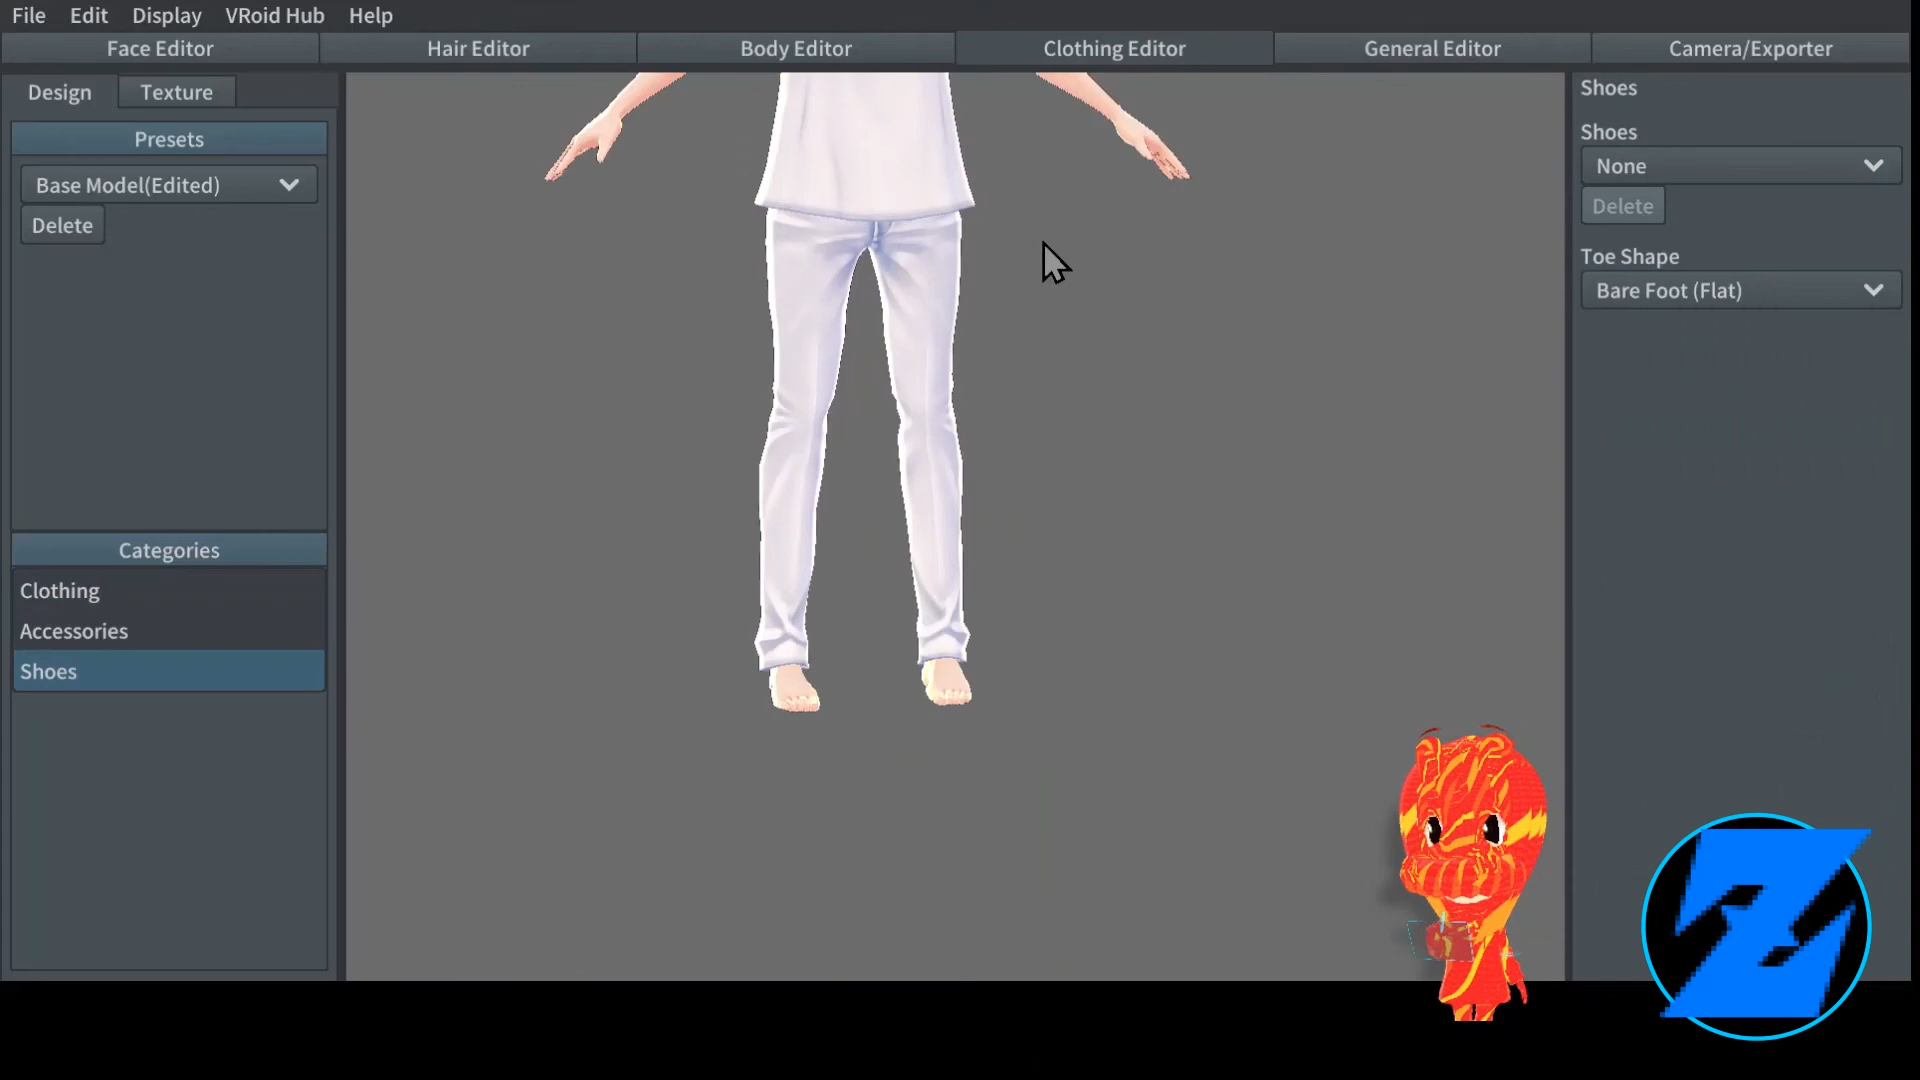 File Edit Display VRoid Hub Help
Face Editor Hair Editor Body Editor Clothing Editor General Editor Camera/Exporter
Design Texture
Presets
Base Model(Edited)
Delete
Categories
Clothing
Accessories
Shoes
Shoes
Shoes
None
Delete
Toe Shape
Bare Foot (Flat)
Z